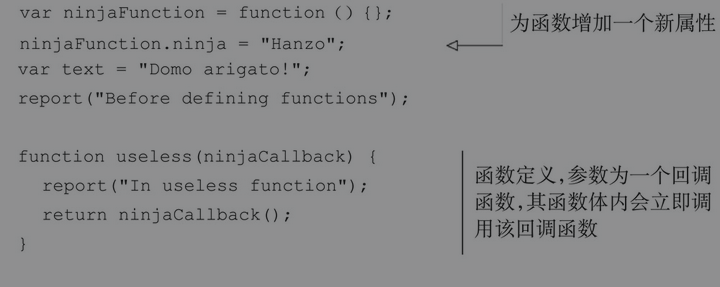 var ninjaFunction = function () {};
ninjaFunction.ninja = "Hanzo";
为函数增加一个新属性
var text = "Domo arigato!";
report("Before defining functions");
function useless(ninjaCallback) {
report("In useless function");
return ninjaCallback();
}
函数定义,参数为一个回调
函数,其函数体内会立即调
用该回调函数